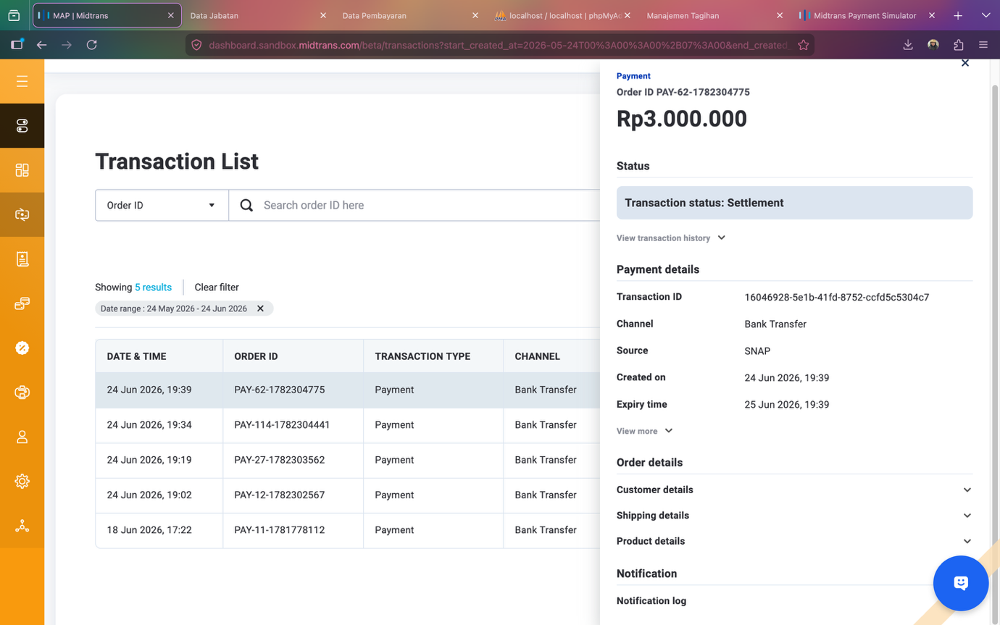 MAP | Midtrans
Data Jabatan
Data Pembayaran
localhost / localhost | phpMyAd
Manajemen Tagihan
Midtrans Payment Simulator
dashboard.sandbox.midtrans.com/beta/transactions?start_created_at=2026-05-24T00%3A00%3A00%2B07%3A00&end_created_
Transaction List
Order ID
Search order ID here
Showing 5 results
Clear filter
Date range : 24 May 2026 - 24 Jun 2026
DATE & TIME ORDER ID TRANSACTION TYPE CHANNEL
24 Jun 2026, 19:39 PAY-62-1782304775 Payment Bank Transfer
24 Jun 2026, 19:34 PAY-114-1782304441 Payment Bank Transfer
24 Jun 2026, 19:19 PAY-27-1782303562 Payment Bank Transfer
24 Jun 2026, 19:02 PAY-12-1782302567 Payment Bank Transfer
18 Jun 2026, 17:22 PAY-11-1781778112 Payment Bank Transfer
Payment
Order ID PAY-62-1782304775
Rp3.000.000
Status
Transaction status: Settlement
View transaction history
Payment details
Transaction ID 16046928-5e1b-41fd-8752-ccfd5c5304c7
Channel Bank Transfer
Source SNAP
Created on 24 Jun 2026, 19:39
Expiry time 25 Jun 2026, 19:39
View more
Order details
Customer details
Shipping details
Product details
Notification
Notification log